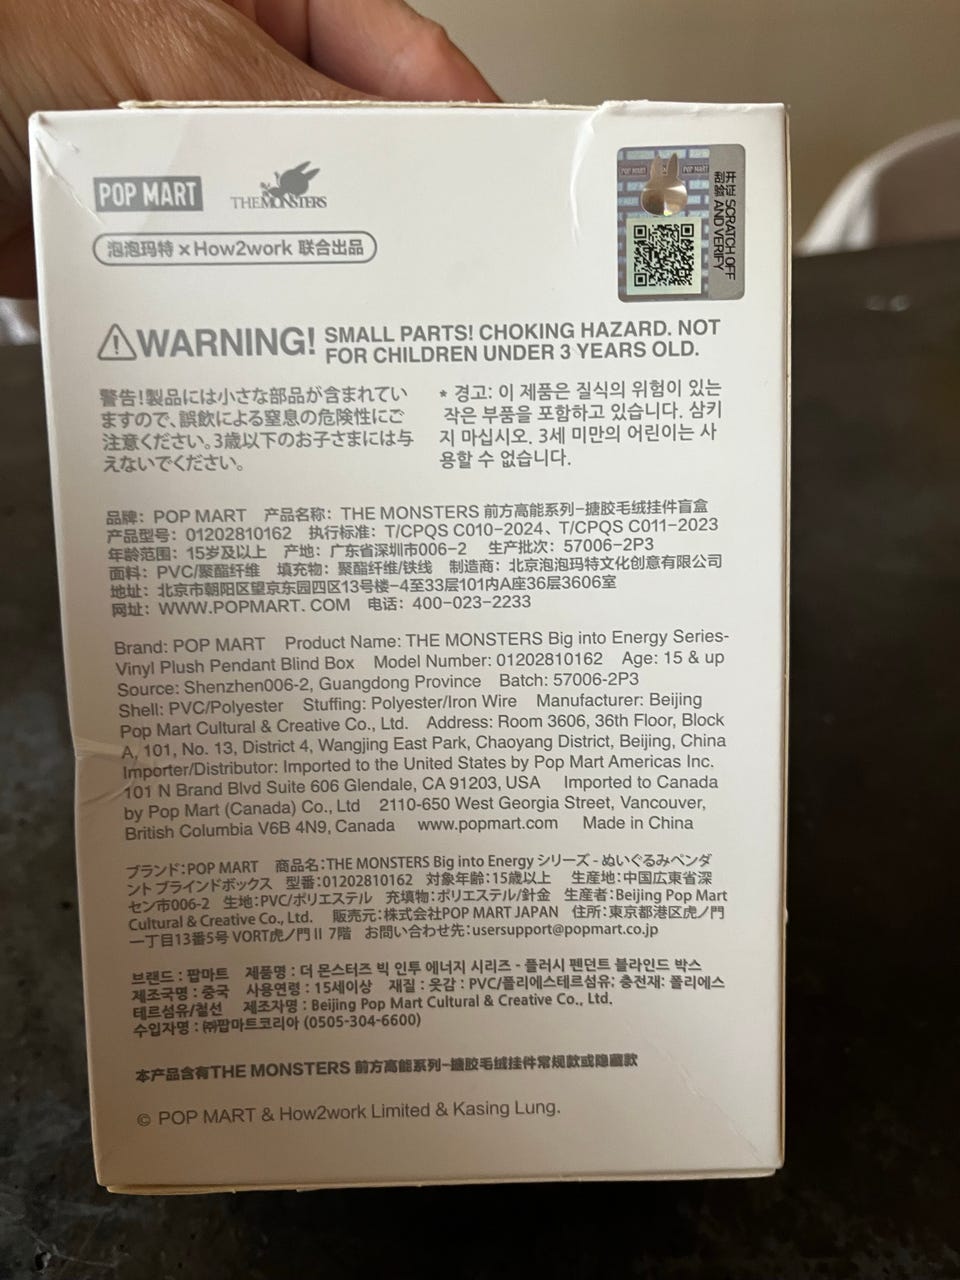 POP MART
THE MONSTERS
泡泡玛特 × How2work 联合出品
POP MART
POP MART
开证 SCRATCH OFF
刮验 AND VERIFY
WARNING! SMALL PARTS! CHOKING HAZARD. NOT
FOR CHILDREN UNDER 3 YEARS OLD.
警告!製品には小さな部品が含まれてい
ますので、誤飲による窒息の危険性にご
注意ください。3歳以下のお子さまには与
えないでください。
* 경고: 이 제품은 질식의 위험이 있는
작은 부품을 포함하고 있습니다. 삼키
지 마십시오. 3세 미만의 어린이는 사
용할 수 없습니다.
品牌: POP MART 产品名称: THE MONSTERS 前方高能系列-搪胶毛绒挂件盲盒
产品型号: 01202810162 执行标准: T/CPQS C010-2024、T/CPQS C011-2023
年龄范围: 15岁及以上 产地: 广东省深圳市006-2 生产批次: 57006-2P3
面料: PVC/聚酯纤维 填充物: 聚酯纤维/铁线 制造商: 北京泡泡玛特文化创意有限公司
地址: 北京市朝阳区望京东园四区13号楼-4至33层101内A座36层3606室
网址: WWW.POPMART. COM 电话: 400-023-2233
Brand: POP MART Product Name: THE MONSTERS Big into Energy Series-
Vinyl Plush Pendant Blind Box Model Number: 01202810162 Age: 15 & up
Source: Shenzhen006-2, Guangdong Province Batch: 57006-2P3
Shell: PVC/Polyester Stuffing: Polyester/Iron Wire Manufacturer: Beijing
Pop Mart Cultural & Creative Co., Ltd. Address: Room 3606, 36th Floor, Block
A, 101, No. 13, District 4, Wangjing East Park, Chaoyang District, Beijing, China
Importer/Distributor: Imported to the United States by Pop Mart Americas Inc.
101 N Brand Blvd Suite 606 Glendale, CA 91203, USA Imported to Canada
by Pop Mart (Canada) Co., Ltd 2110-650 West Georgia Street, Vancouver,
British Columbia V6B 4N9, Canada www.popmart.com Made in China
ブランド:POP MART 商品名:THE MONSTERS Big into Energy シリーズ - ぬいぐるみペンダ
ント ブラインドボックス 型番:01202810162 対象年齢:15歳以上 生産地:中国広東省深
セン市006-2 生地:PVC/ポリエステル 充填物:ポリエステル/針金 生産者:Beijing Pop Mart
Cultural & Creative Co., Ltd. 販売元:株式会社POP MART JAPAN 住所:東京都港区虎ノ門
一丁目13番5号 VORT虎ノ門Ⅱ 7階 お問い合わせ先:usersupport@popmart.co.jp
브랜드 : 팝마트 제품명 : 더 몬스터즈 빅 인투 에너지 시리즈 - 플러시 펜던트 블라인드 박스
제조국명 : 중국 사용연령 : 15세이상 재질 : 옷감 : PVC/폴리에스테르섬유; 충전재: 폴리에스
테르섬유/철선 제조자명 : Beijing Pop Mart Cultural & Creative Co., Ltd.
수입자명 : ㈜팝마트코리아 (0505-304-6600)
本产品含有THE MONSTERS 前方高能系列-搪胶毛绒挂件常规款或隐藏款
© POP MART & How2work Limited & Kasing Lung.